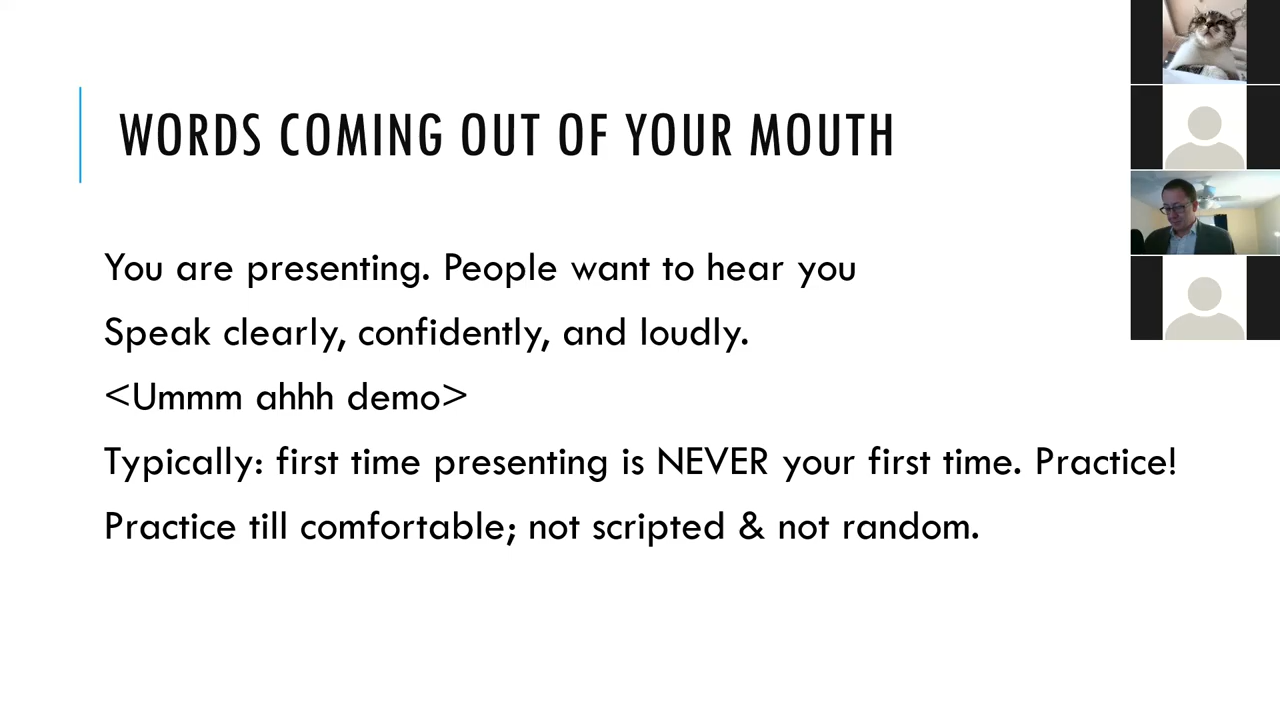 WORDS COMING OUT OF YOUR MOUTH
You are presenting. People want to hear you
Speak clearly, confidently, and loudly.
<Ummm ahhh demo>
Typically: first time presenting is NEVER your first time. Practice!
Practice till comfortable; not scripted & not random.